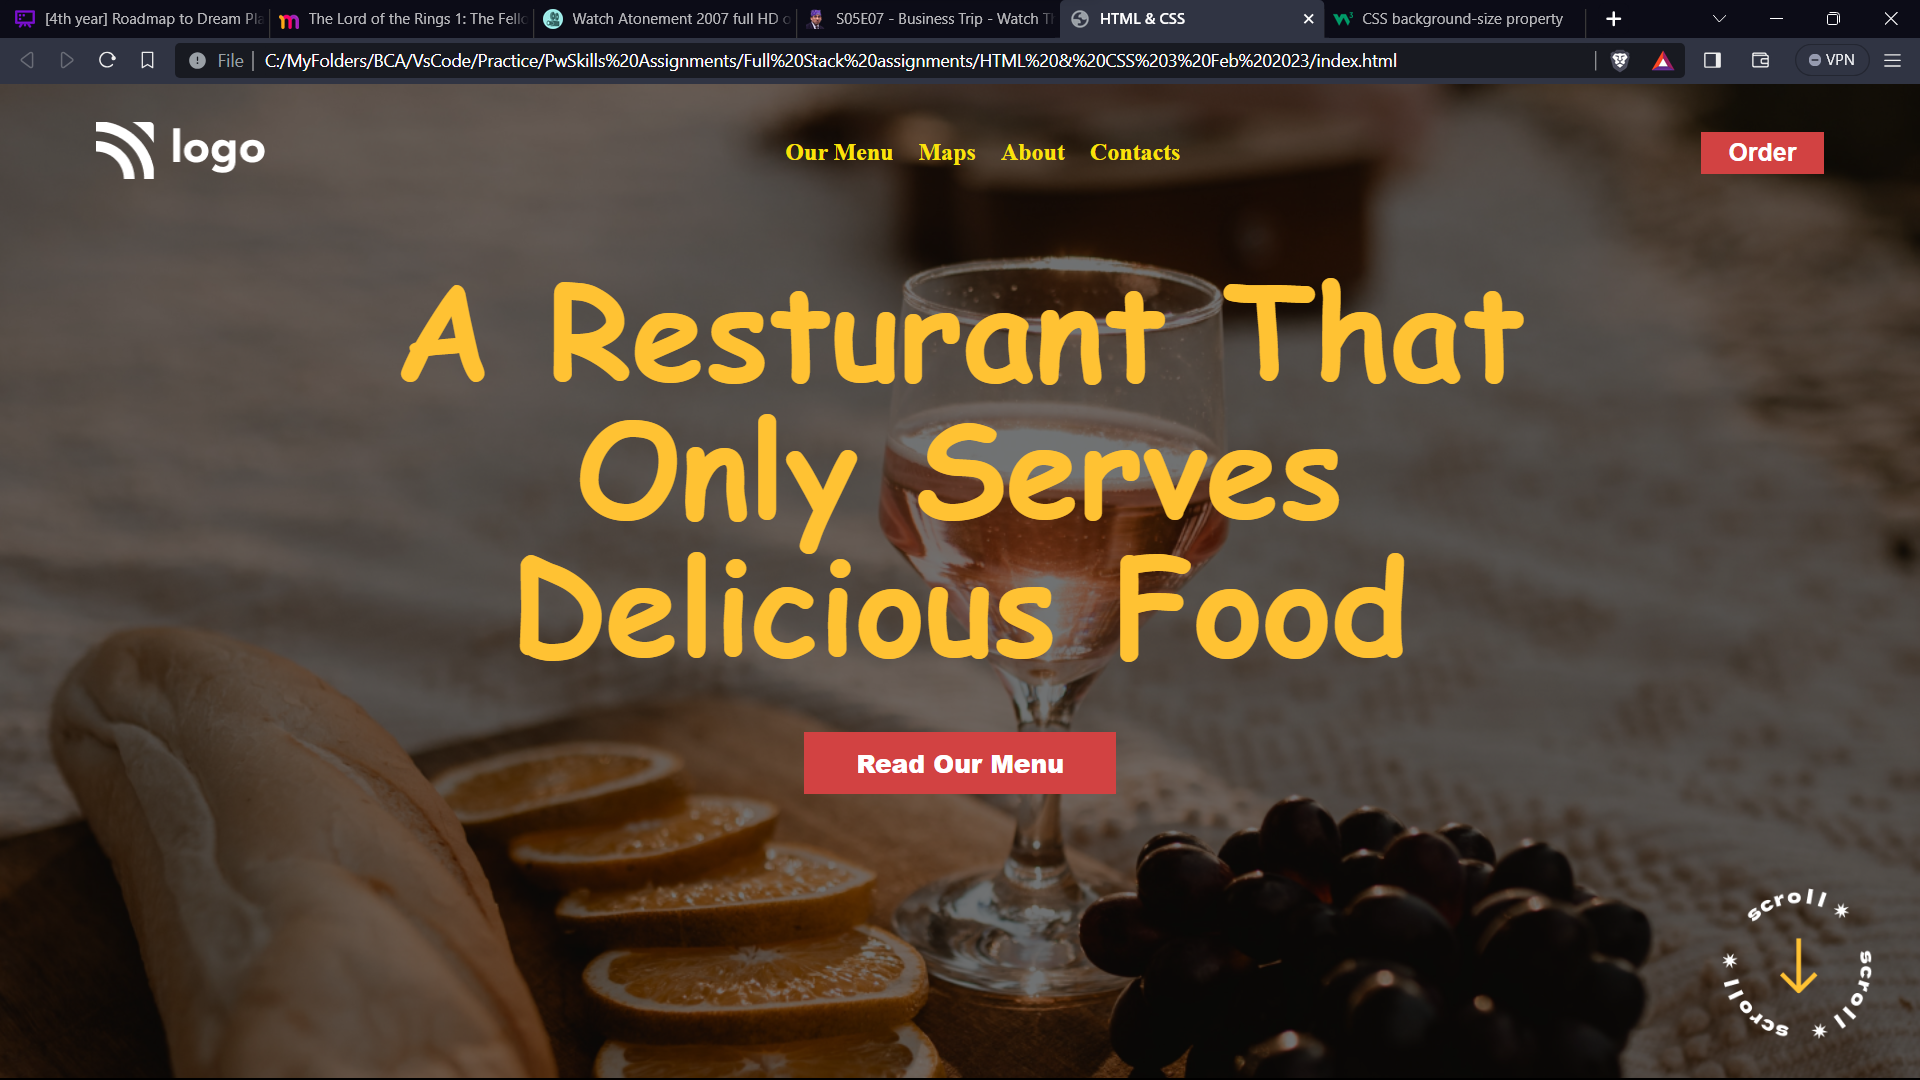 [4th year] Roadmap to Dream Pla
The Lord of the Rings 1: The Fello
Watch Atonement 2007 full HD o
S05E07 - Business Trip - Watch Th
HTML & CSS
CSS background-size property
File
C:/MyFolders/BCA/VsCode/Practice/PwSkills%20Assignments/Full%20Stack%20assignments/HTML%20&%20CSS%203%20Feb%202023/index.html
VPN
logo
Our Menu
Maps
About
Contacts
Order
A Resturant That
Only Serves
Delicious Food
Read Our Menu
scroll
scroll
scroll
scroll